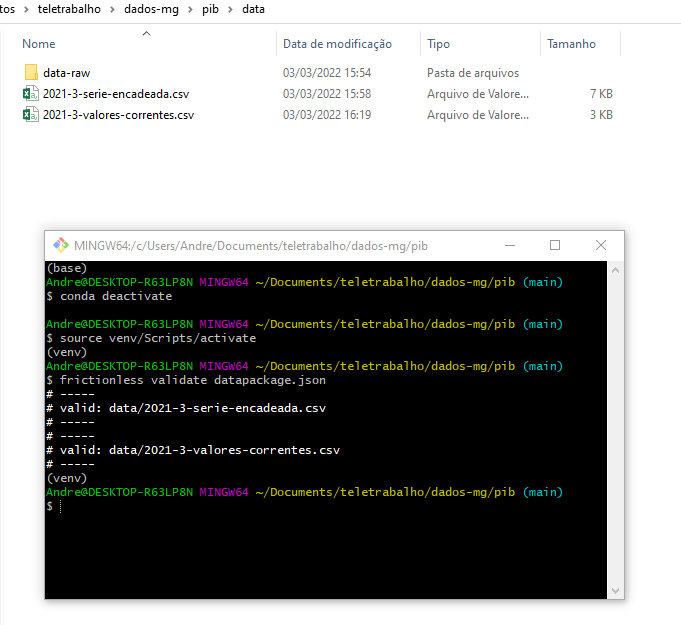 tos > teletrabalho > dados-mg > pib > data
Nome Data de modificação Tipo Tamanho
data-raw 03/03/2022 15:54 Pasta de arquivos
2021-3-serie-encadeada.csv 03/03/2022 15:58 Arquivo de Valore... 7 KB
2021-3-valores-correntes.csv 03/03/2022 16:19 Arquivo de Valore... 3 KB
MINGW64:/c/Users/Andre/Documents/teletrabalho/dados-mg/pib
(base)
Andre@DESKTOP-R63LP8N MINGW64 ~/Documents/teletrabalho/dados-mg/pib (main)
$ conda deactivate
Andre@DESKTOP-R63LP8N MINGW64 ~/Documents/teletrabalho/dados-mg/pib (main)
$ source venv/Scripts/activate
(venv)
Andre@DESKTOP-R63LP8N MINGW64 ~/Documents/teletrabalho/dados-mg/pib (main)
$ frictionless validate datapackage.json
# -----
# valid: data/2021-3-serie-encadeada.csv
# -----
# -----
# valid: data/2021-3-valores-correntes.csv
# -----
(venv)
Andre@DESKTOP-R63LP8N MINGW64 ~/Documents/teletrabalho/dados-mg/pib (main)
$